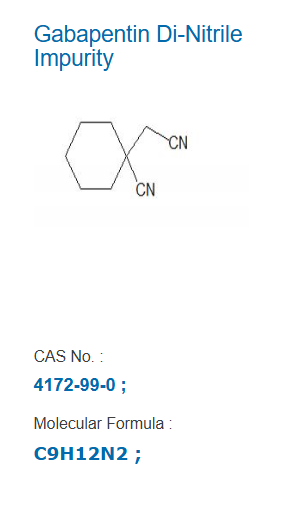 Gabapentin Di-Nitrile
Impurity
CN
CN
CAS No. :
4172-99-0 ;
Molecular Formula :
C9H12N2 ;